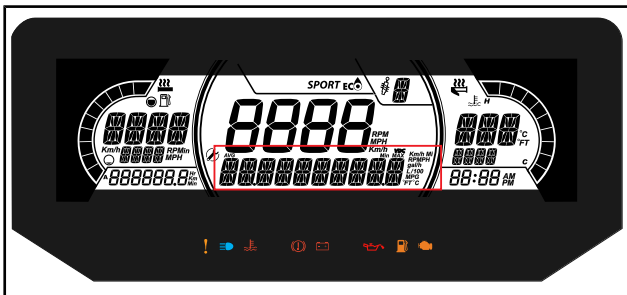 SPORT ECO
H
8888
RPM
MPH
°C
FT
Km/h
RPMin
MPH
Km/h
AVG
Min MAX
Km/h Mi
RPMPH
gal/h
L/100
MPG
°F°C
C
888888.8
Hr
Km
Min
88:88
AM
PM